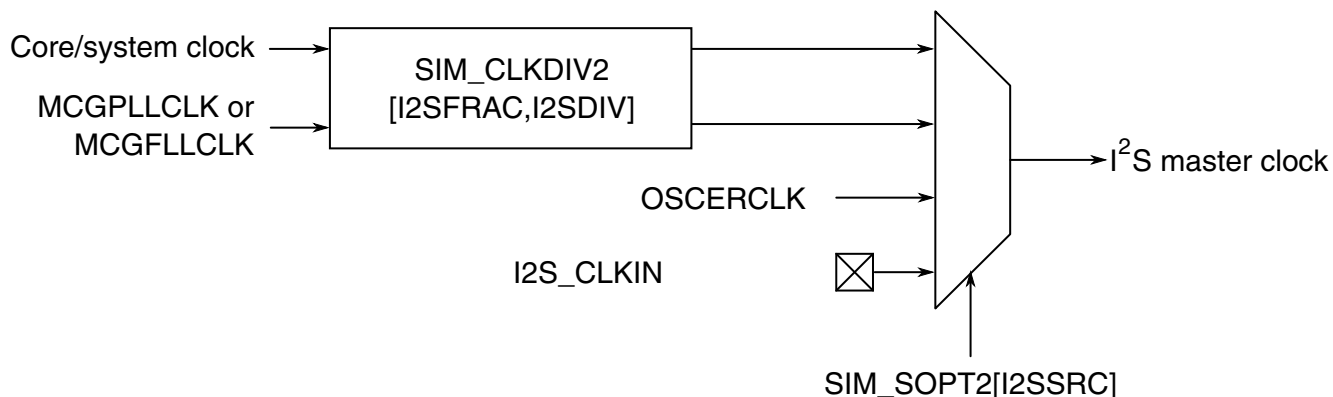 Core/system clock
SIM_CLKDIV2
[I2SFRAC,I2SDIV]
MCGPLLCLK or
MCGFLLCLK
I²S master clock
OSCERCLK
I2S_CLKIN
SIM_SOPT2[I2SSRC]